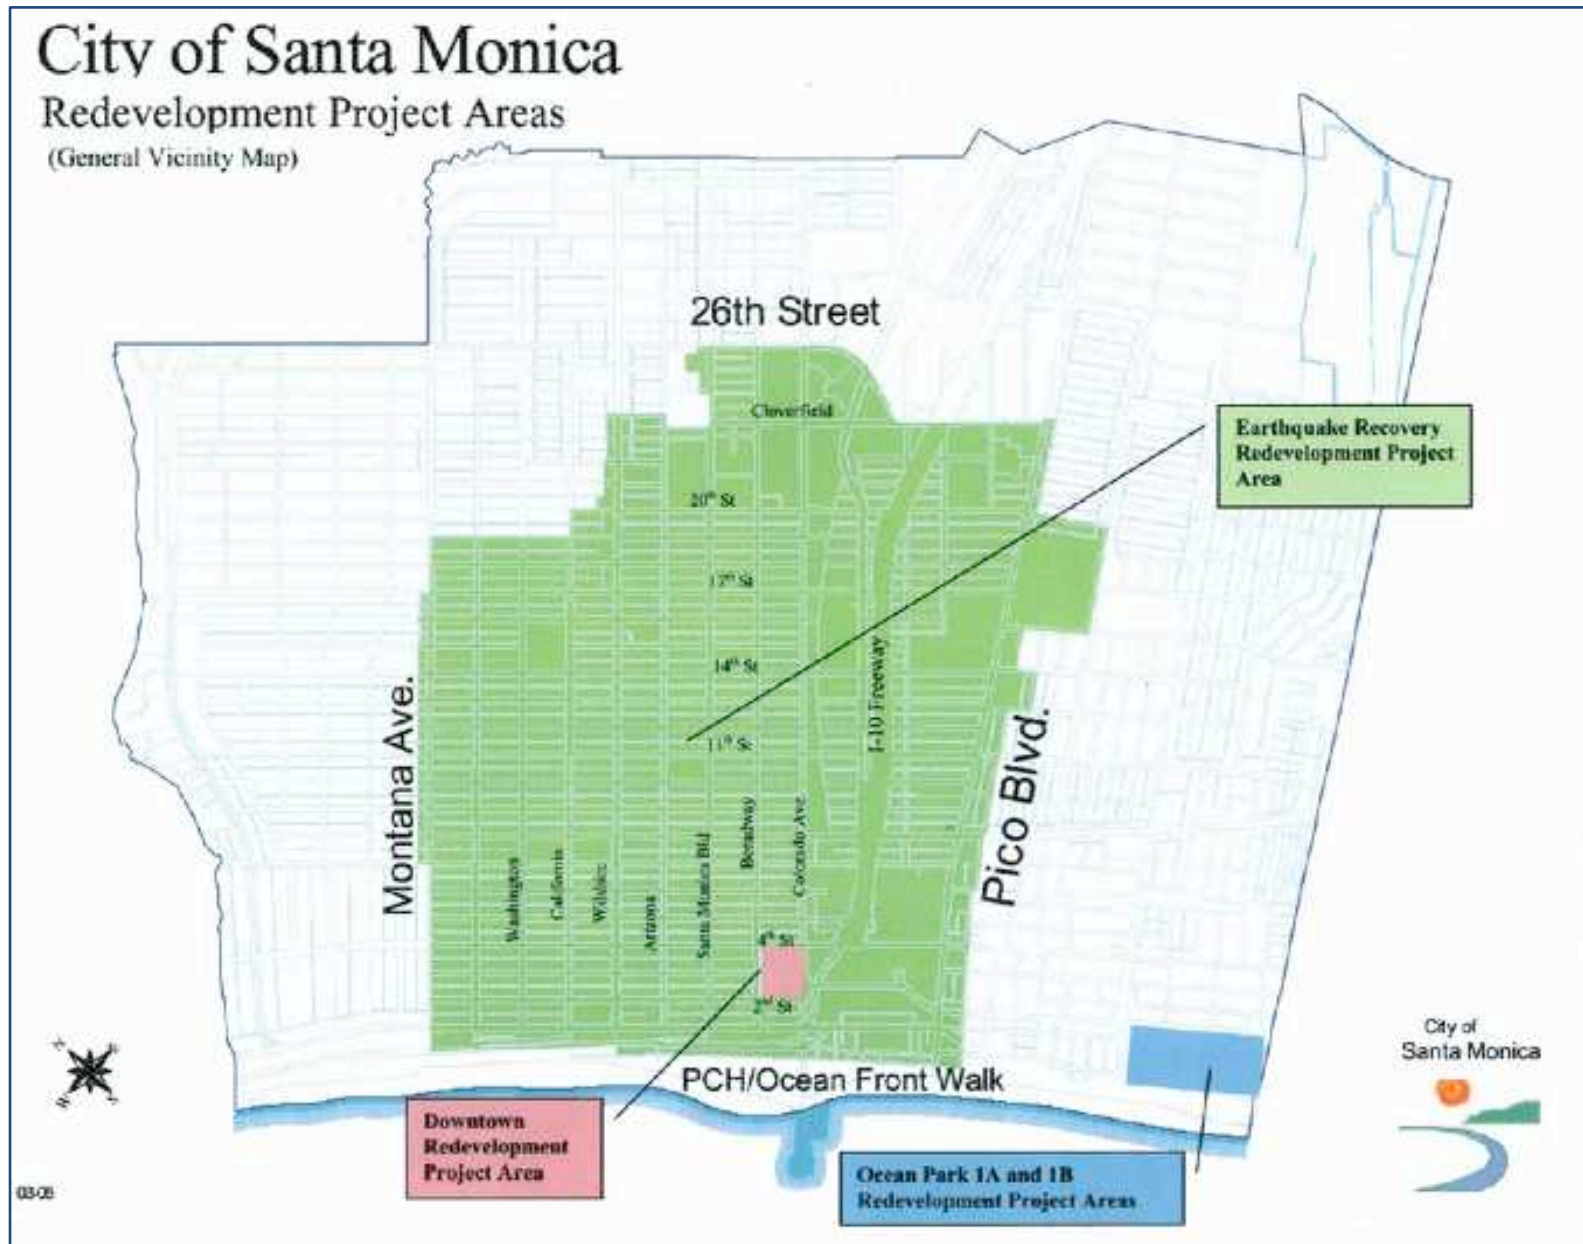 City of Santa Monica
Redevelopment Project Areas
(General Vicinity Map)
26th Street
Cloverfield
Earthquake Recovery
Redevelopment Project
Area
20th St
17th St
14th St
11th St
I-10 Freeway
Montana Ave.
Pico Blvd.
Washington
California
Wilshire
Arizona
Santa Monica Bld
Boradway
Colorado Ave
4th St
2nd St
PCH/Ocean Front Walk
Downtown
Redevelopment
Project Area
Ocean Park 1A and 1B
Redevelopment Project Areas
City of
Santa Monica